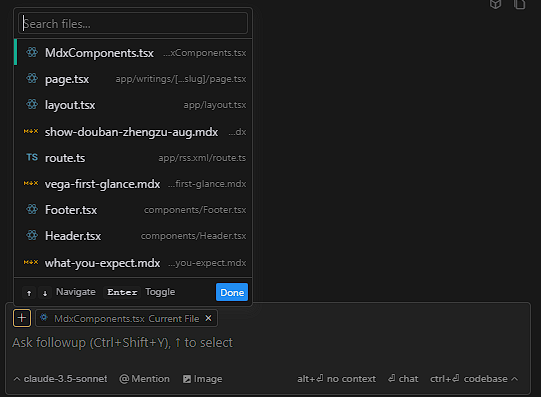 Search files...
MdxComponents.tsx ...xComponents.tsx
page.tsx app/writings/[...slug]/page.tsx
layout.tsx app/layout.tsx
M↓X show-douban-zhengzu-aug.mdx ...dx
TS route.ts app/rss.xml/route.ts
M↓X vega-first-glance.mdx ...first-glance.mdx
Footer.tsx components/Footer.tsx
Header.tsx components/Header.tsx
M↓X what-you-expect.mdx ...you-expect.mdx
↑ ↓ Navigate Enter Toggle Done
+ MdxComponents.tsx Current File ×
Ask followup (Ctrl+Shift+Y), ↑ to select
^ claude-3.5-sonnet @ Mention Image alt+⏎ no context ⏎ chat ctrl+⏎ codebase ^